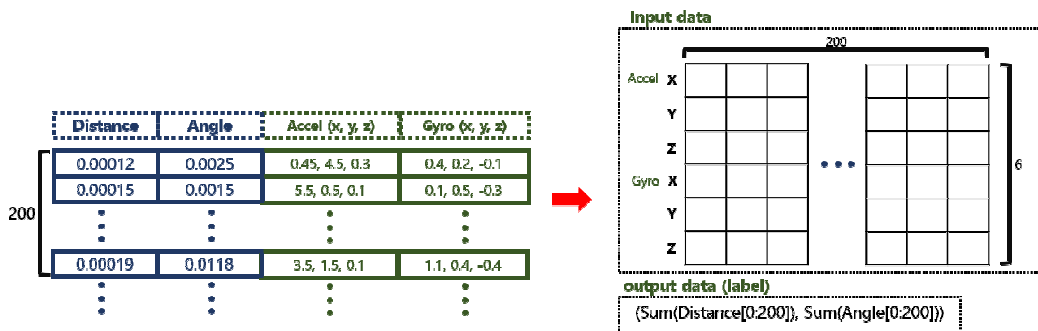 Distance Angle Accel (x, y, z) Gyro (x, y, z)
0.00012 0.0025 0.45, 4.5, 0.3 0.4, 0.2, -0.1
0.00015 0.0015 5.5, 0.5, 0.1 0.1, 0.5, -0.3
200
0.00019 0.0118 3.5, 1.5, 0.1 1.1, 0.4, -0.4
Input data
200
Accel X
Y
Z
Gyro X
Y
Z
6
output data (label)
(Sum(Distance[0:200]), Sum(Angle[0:200]))